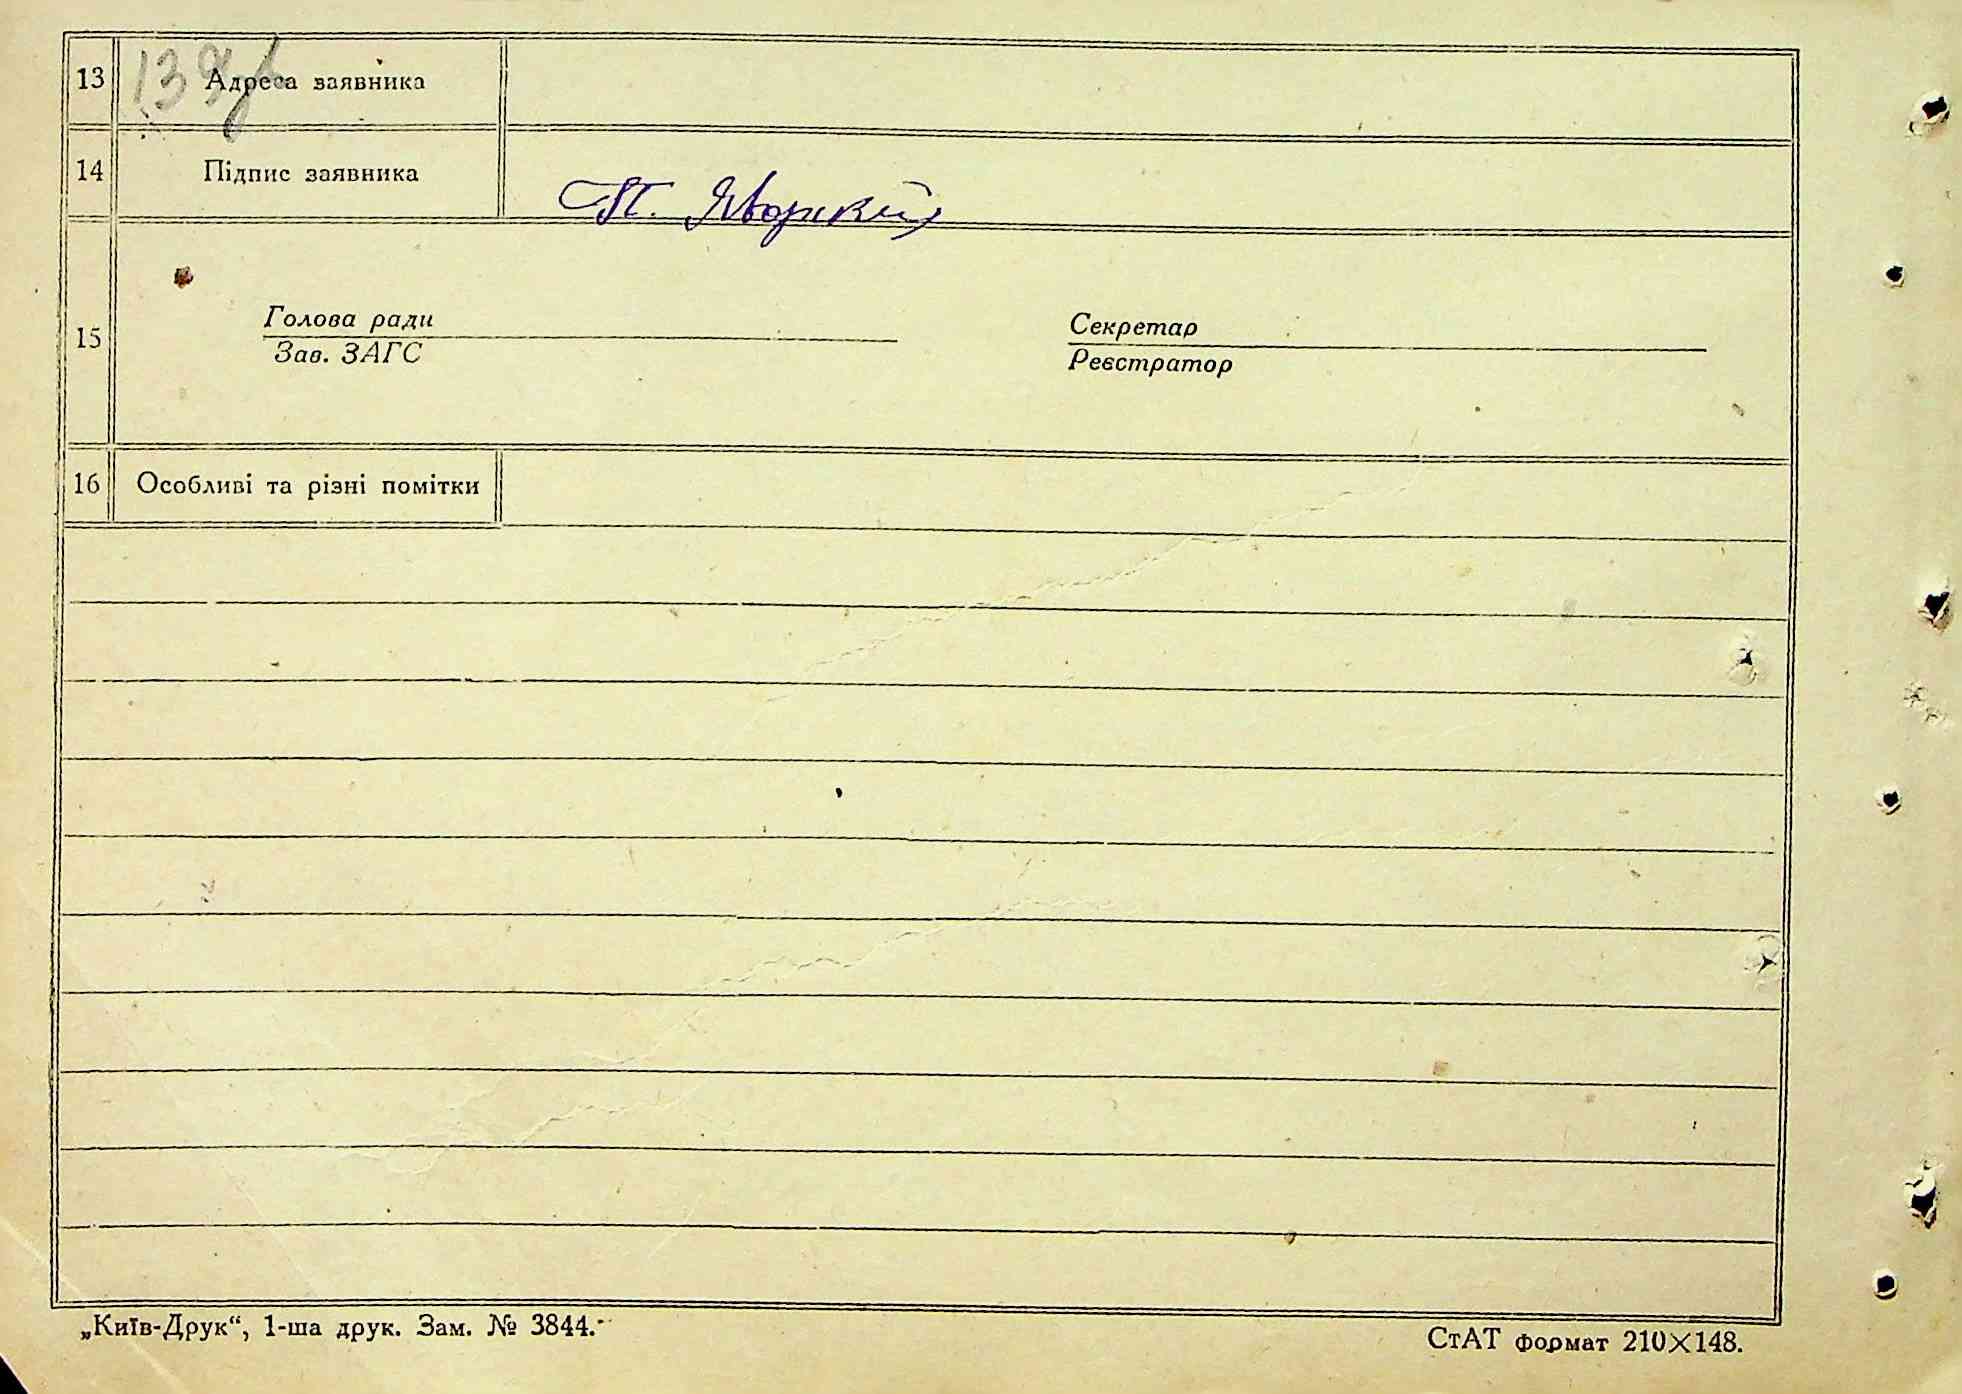 13 Адреса заявника
14 Підпис заявника П. Яворский
15 Голова ради Секретар
Зав. ЗАГС Реєстратор
16 Особливі та різні помітки
„Київ-Друк“, 1-ша друк. Зам. № 3844. СтАТ формат 210×148.